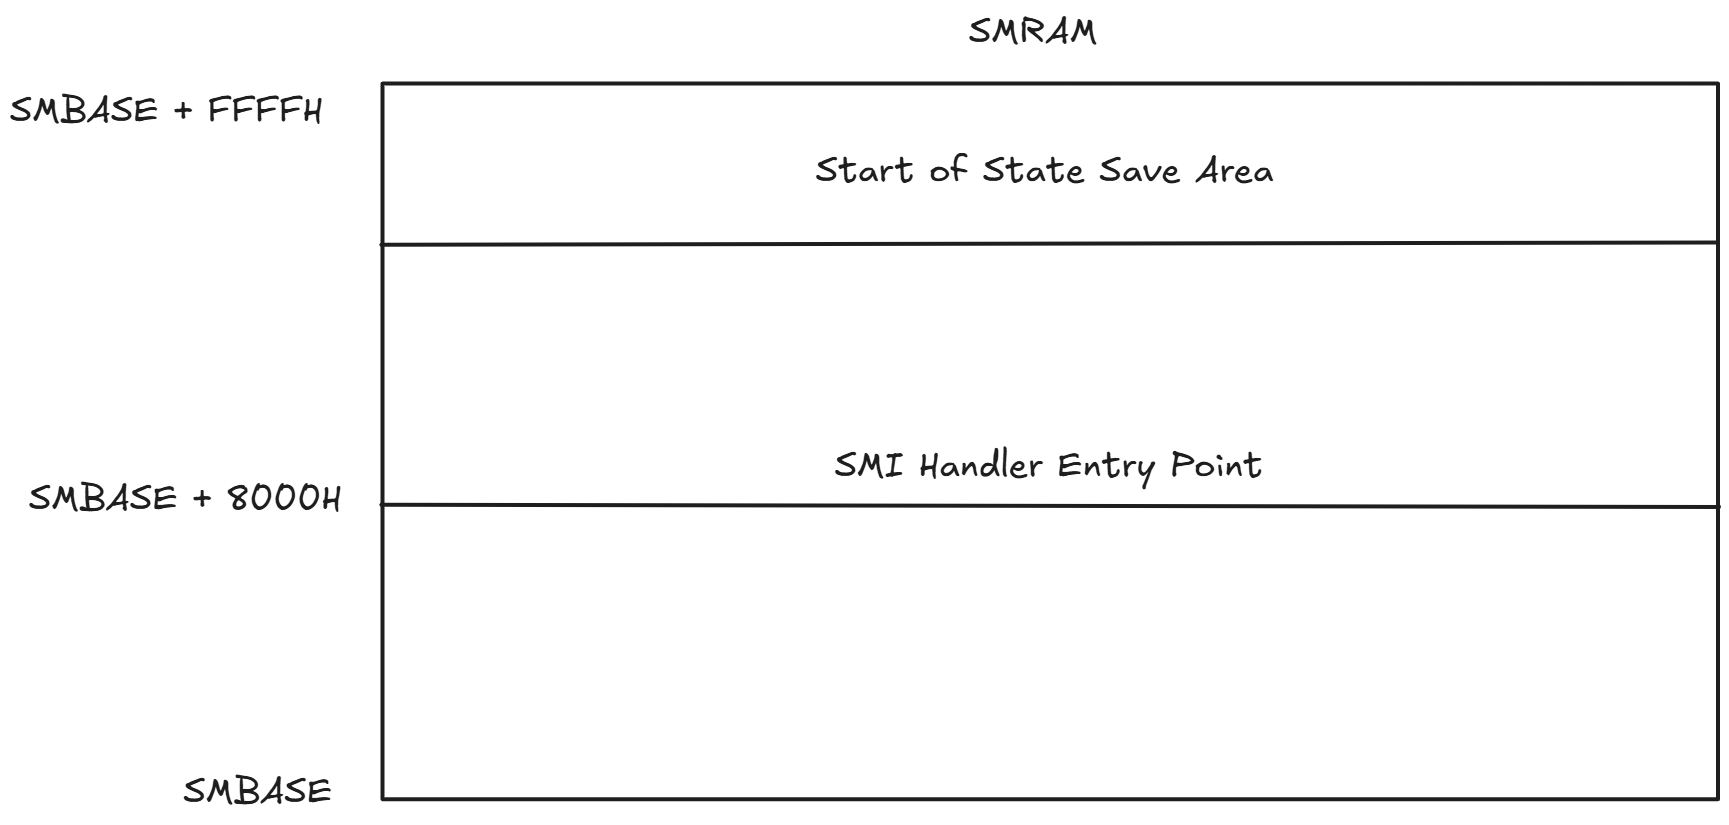 SMRAM
SMBASE + FFFFH
Start of State Save Area
SMI Handler Entry Point
SMBASE + 8000H
SMBASE